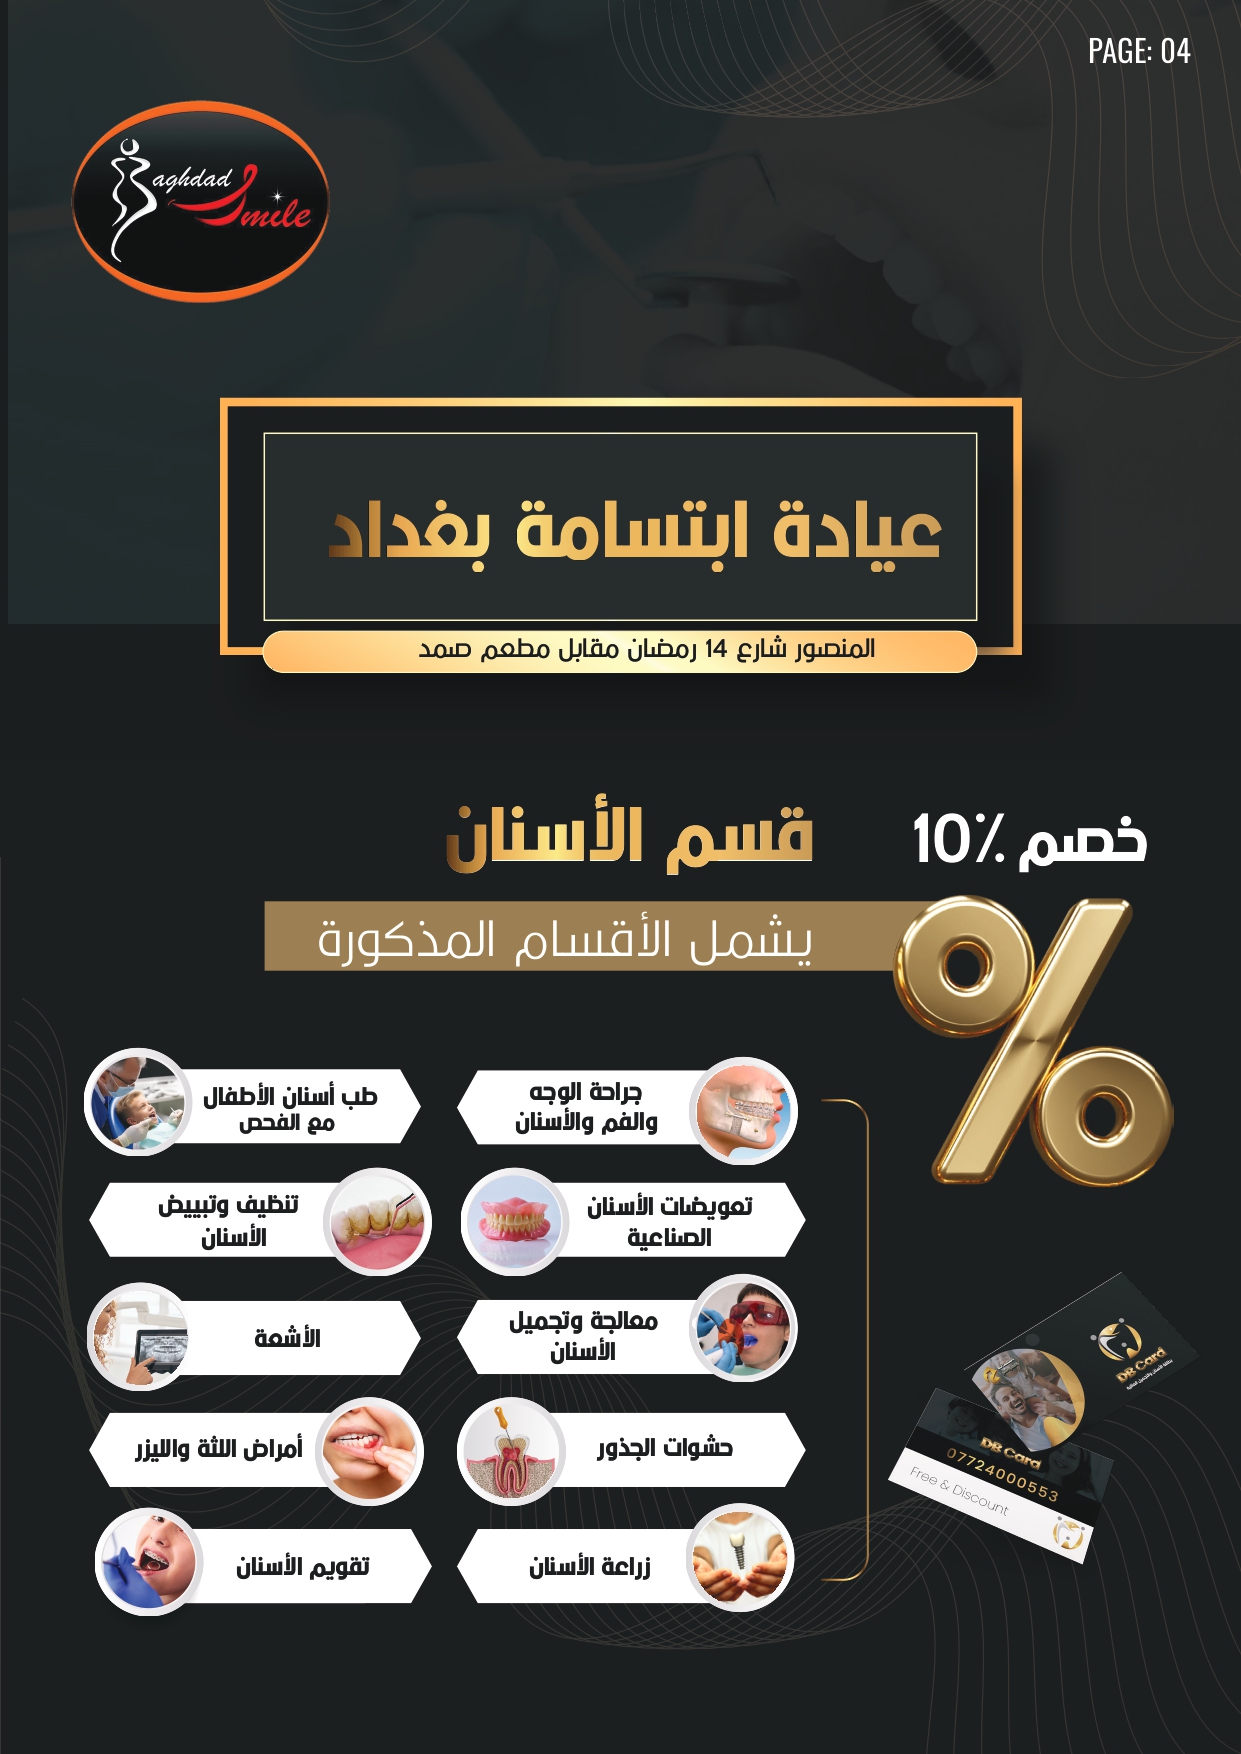 PAGE: 04
Baghdad
Smile
عيادة ابتسامة بغداد
المنصور شارع 14 رمضان مقابل مطعم صمد
خصم 10٪
قسم الأسنان
يشمل الأقسام المذكورة
جراحة الوجه
والفم والأسنان
طب أسنان الأطفال
مع الفحص
تعويضات الأسنان
الصناعية
تنظيف وتبييض
الأسنان
معالجة وتجميل
الأسنان
الأشعة
حشوات الجذور
أمراض اللثة والليزر
زراعة الأسنان
تقويم الأسنان
DB Card
DB Card
07724000553
Free & Discount